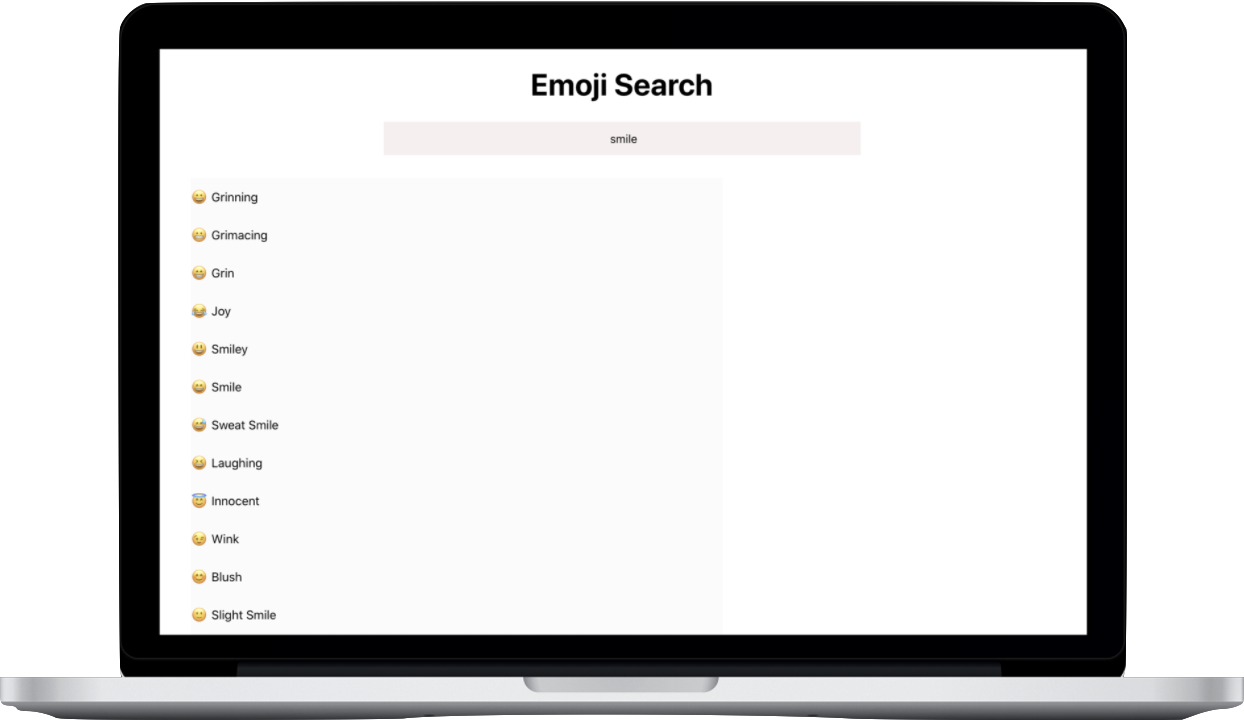 Emoji Search
smile
😀 Grinning
😬 Grimacing
😁 Grin
😂 Joy
😃 Smiley
😄 Smile
😅 Sweat Smile
😆 Laughing
😇 Innocent
😉 Wink
😊 Blush
🙂 Slight Smile